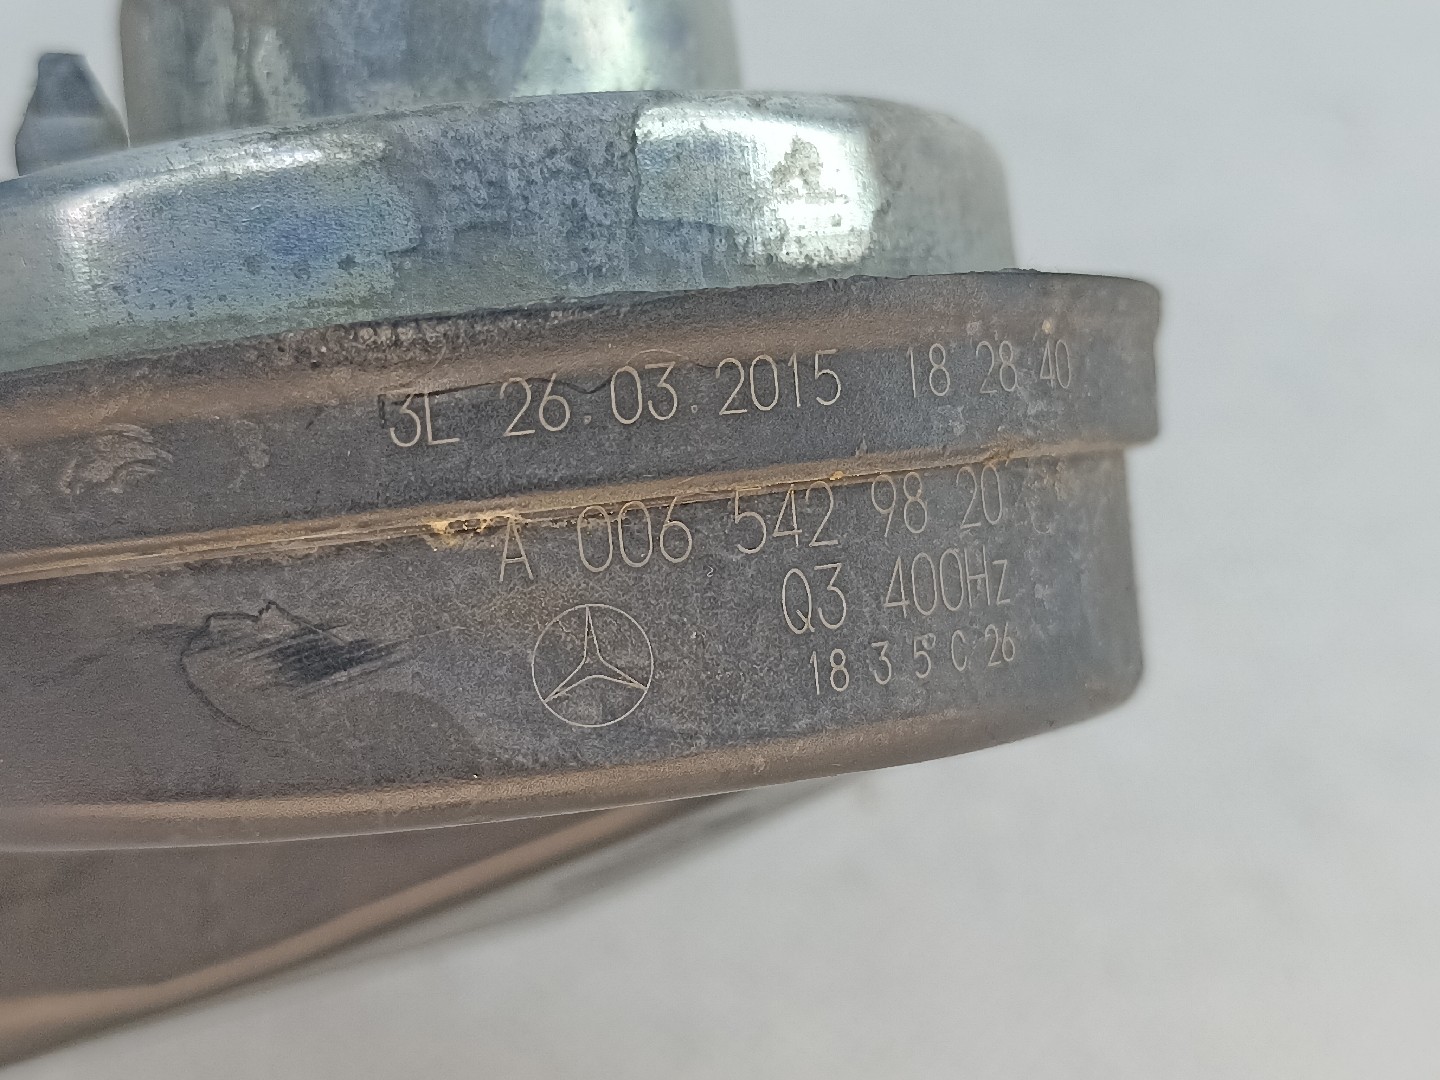 3L 26.03.2015 18 28 40
A 006 542 98 20
Q3 400Hz
18 3 5 C 26